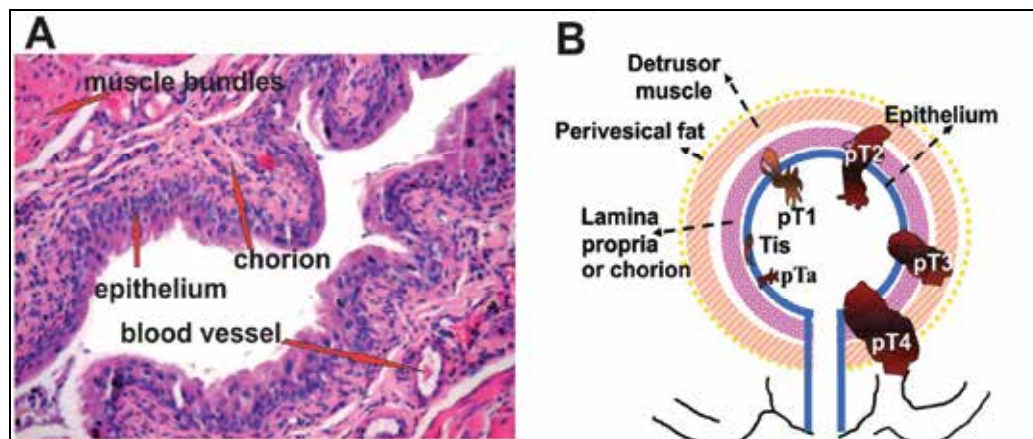 A
muscle bundles
chorion
epithelium
blood vessel
B
Detrusor
muscle
Perivesical fat
Epithelium
pT2
pT1
Lamina
propria
or chorion
Tis
pTa
pT3
pT4